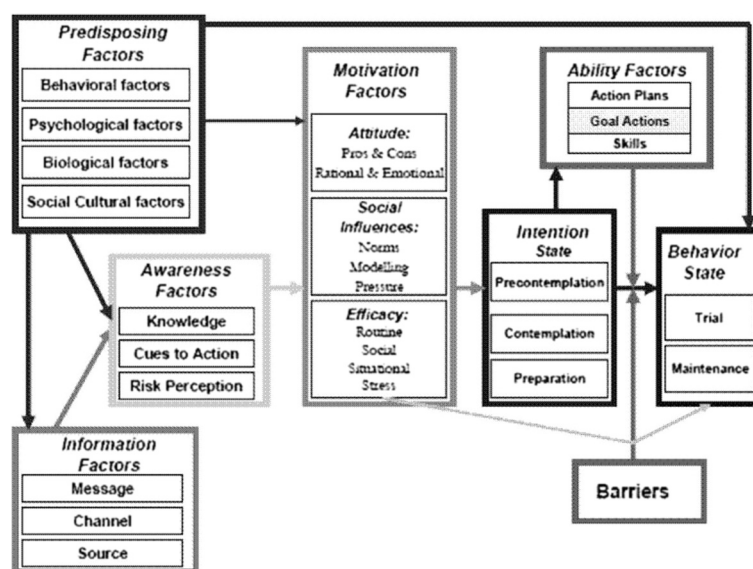 Predisposing
Factors
Behavioral factors
Psychological factors
Biological factors
Social Cultural factors
Information
Factors
Message
Channel
Source
Awareness
Factors
Knowledge
Cues to Action
Risk Perception
Motivation
Factors
Attitude:
Pros & Cons
Rational & Emotional
Social
Influences:
Norms
Modelling
Pressure
Efficacy:
Routine
Social
Situational
Stress
Ability Factors
Action Plans
Goal Actions
Skills
Intention
State
Precontemplation
Contemplation
Preparation
Behavior
State
Trial
Maintenance
Barriers